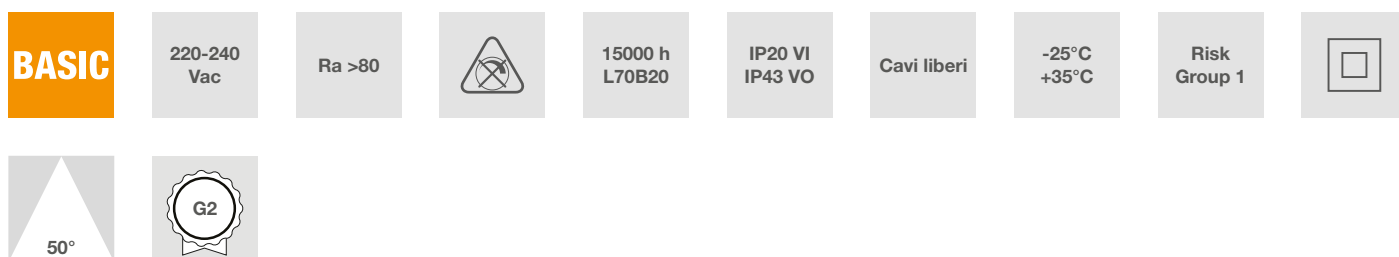 BASIC
220-240
Vac
Ra >80
15000 h
L70B20
IP20 VI
IP43 VO
Cavi liberi
-25°C
+35°C
Risk
Group 1
50°
G2